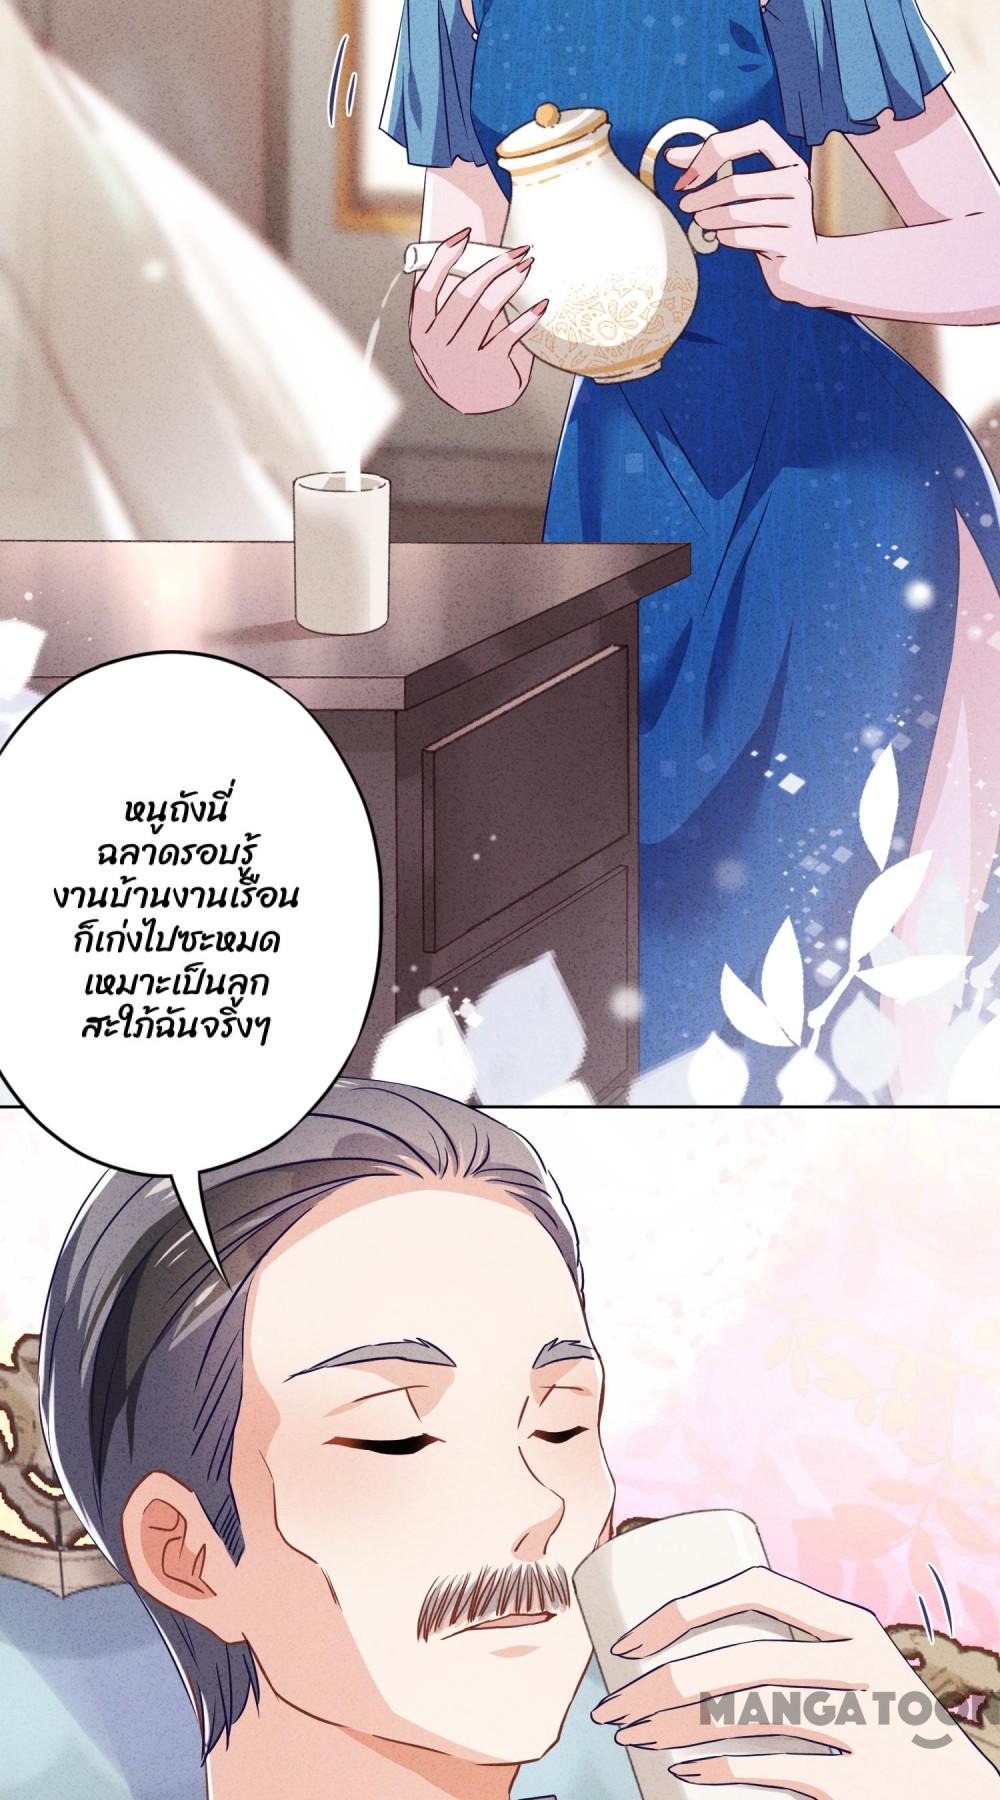 หนูถังนี่
ฉลาดรอบรู้
งานบ้านงานเรือน
ก็เก่งไปซะหมด
เหมาะเป็นลูก
สะใภ้ฉันจริงๆ
MANGATOON